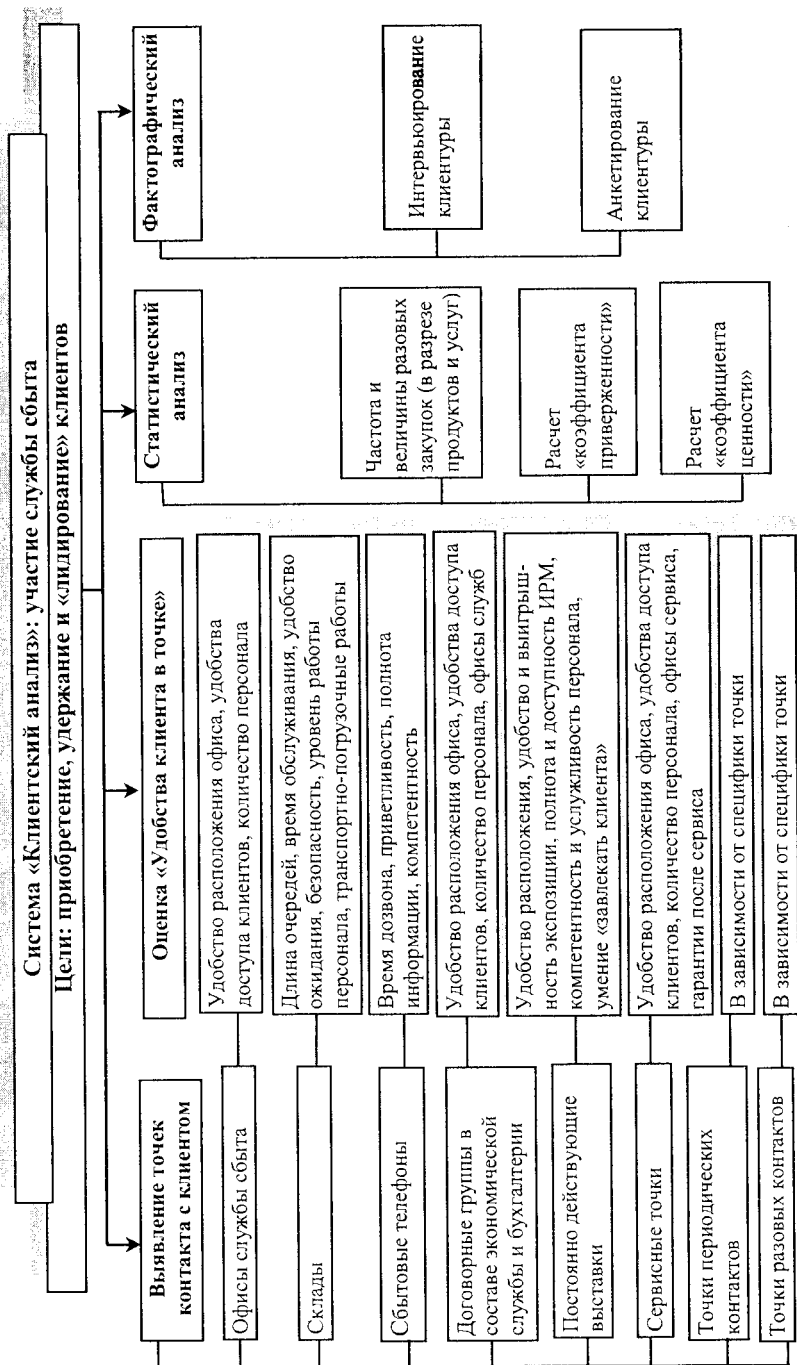 Система «Клиентский анализ»: участие службы сбыта
Цели: приобретение, удержание и «лидирование» клиентов
Выявление точек
контакта с клиентом
Офисы службы сбыта
Склады
Сбытовые телефоны
Договорные группы в
составе экономической
службы и бухгалтерии
Постоянно действующие
выставки
Сервисные точки
Точки периодических
контактов
Точки разовых контактов
Оценка «Удобства клиента в точке»
Удобство расположения офиса, удобства
доступа клиентов, количество персонала
Длина очередей, время обслуживания, удобство
ожидания, безопасность, уровень работы
персонала, транспортно-погрузочные работы
Время дозвона, приветливость, полнота
информации, компетентность
Удобство расположения офиса, удобства доступа
клиентов, количество персонала, офисы служб
Удобство расположения, удобство и выигрыш-
ность экспозиции, полнота и доступность ИРМ,
компетентность и услужливость персонала,
умение «завлекать клиента»
Удобство расположения офиса, удобства доступа
клиентов, количество персонала, офисы сервиса,
гарантии после сервиса
В зависимости от специфики точки
В зависимости от специфики точки
Статистический
анализ
Частота и
величины разовых
закупок (в разрезе
продуктов и услуг)
Расчет
«коэффициента
приверженности»
Расчет
«коэффициента
ценности»
Фактографический
анализ
Интервьюирование
клиентуры
Анкетирование
клиентуры